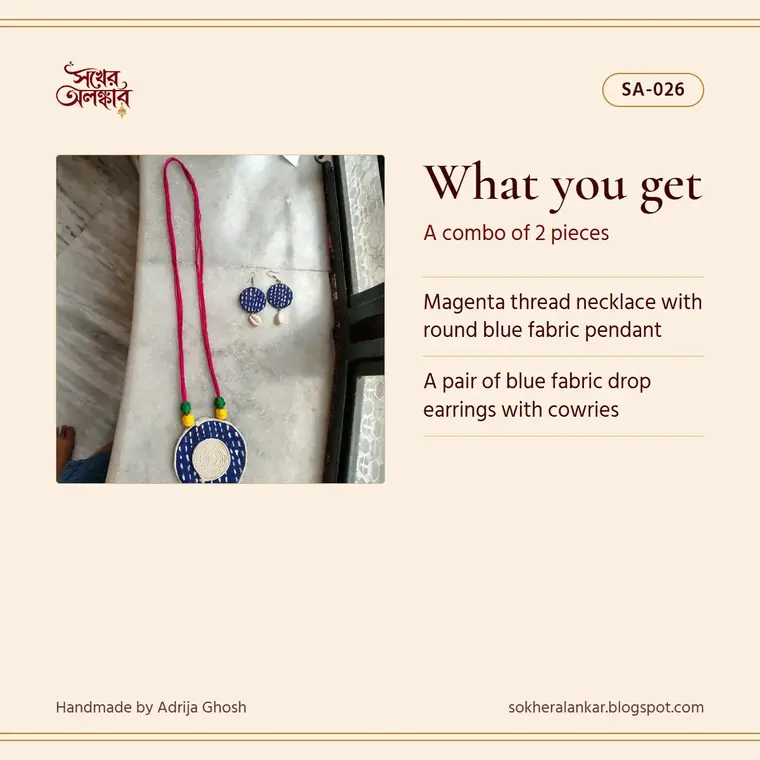 সখের
অলঙ্কার
SA-026
What you get
A combo of 2 pieces
Magenta thread necklace with
round blue fabric pendant
A pair of blue fabric drop
earrings with cowries
Handmade by Adrija Ghosh
sokheralankar.blogspot.com